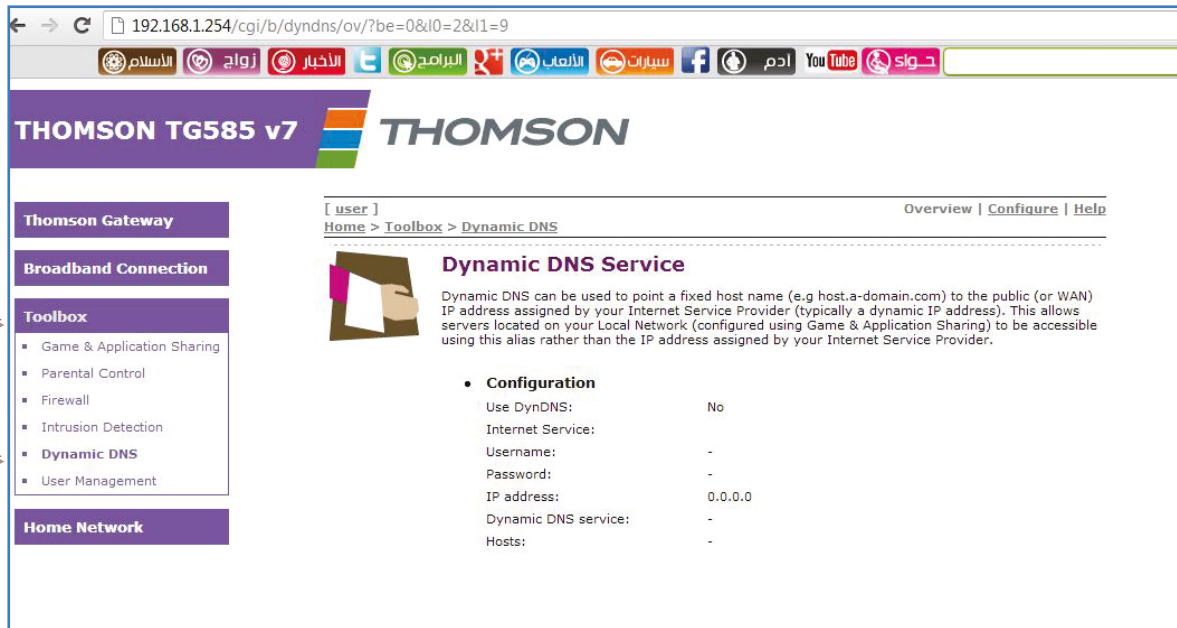 192.168.1.254/cgi/b/dyndns/ov/?be=0&l0=2&l1=9
الأسلام زواج الأخبار البرامج الألعاب سيارات ادم YouTube حـواء
THOMSON TG585 v7 THOMSON
[ user ] Overview | Configure | Help
Home > Toolbox > Dynamic DNS
Thomson Gateway
Broadband Connection
Toolbox
Game & Application Sharing
Parental Control
Firewall
Intrusion Detection
Dynamic DNS
User Management
Home Network
Dynamic DNS Service
Dynamic DNS can be used to point a fixed host name (e.g host.a-domain.com) to the public (or WAN)
IP address assigned by your Internet Service Provider (typically a dynamic IP address). This allows
servers located on your Local Network (configured using Game & Application Sharing) to be accessible
using this alias rather than the IP address assigned by your Internet Service Provider.
Configuration
Use DynDNS: No
Internet Service:
Username: -
Password: -
IP address: 0.0.0.0
Dynamic DNS service: -
Hosts: -